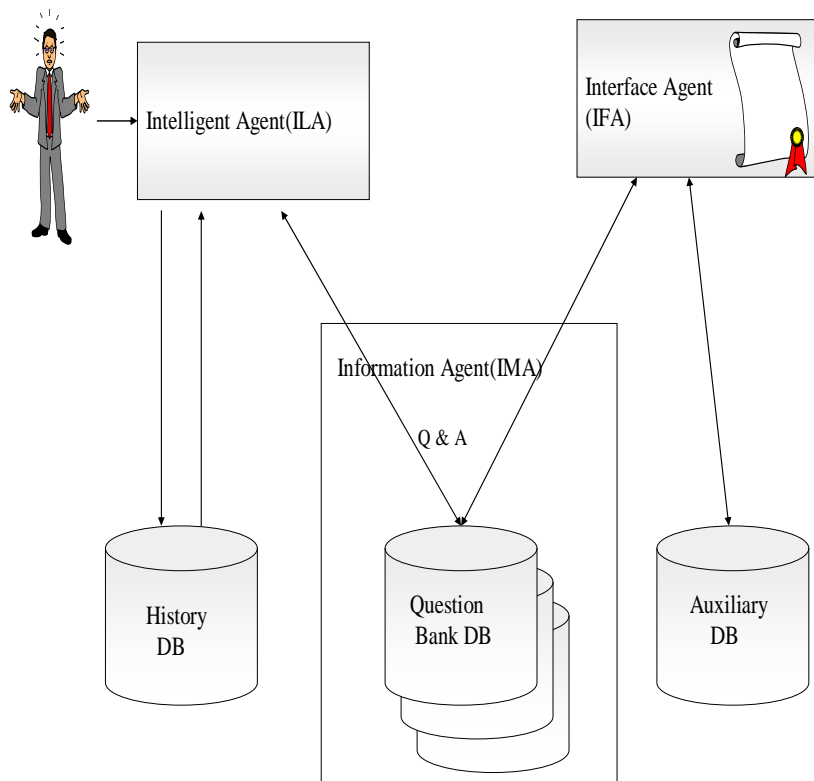 Intelligent Agent(ILA)
Interface Agent
(IFA)
Information Agent(IMA)
Q & A
History
DB
Question
Bank DB
Auxiliary
DB